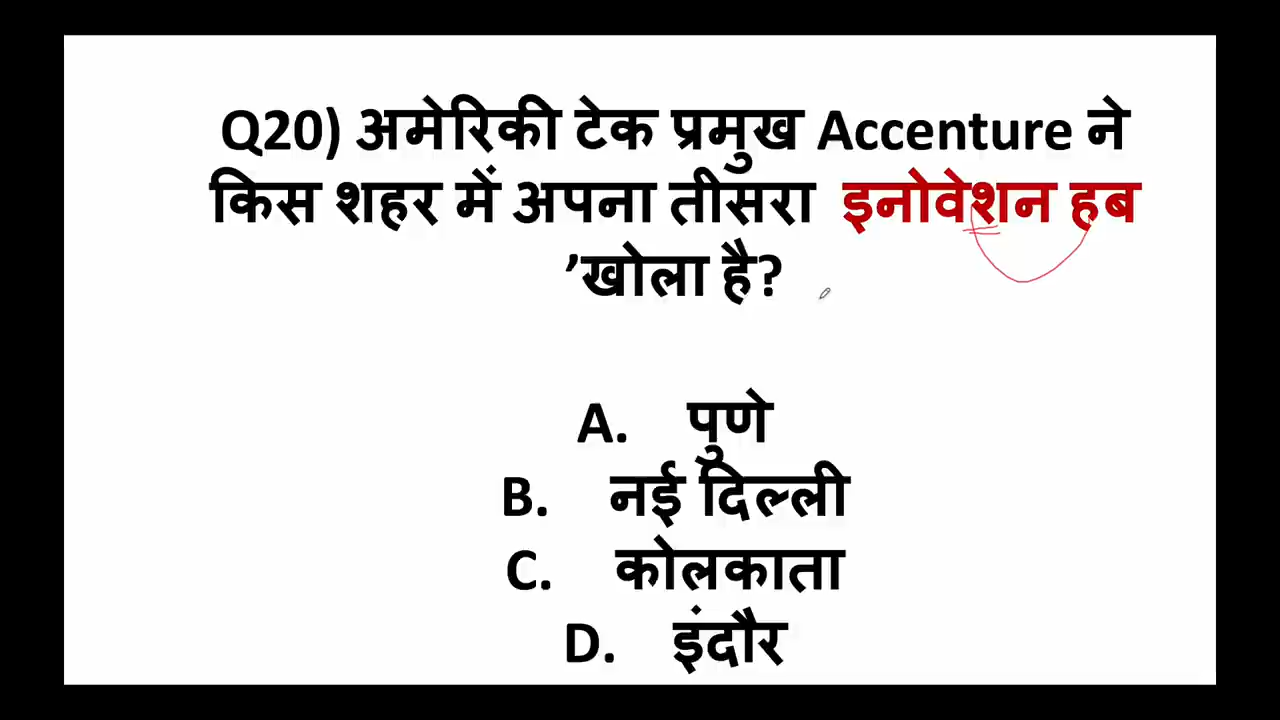 Q20) अमेरिकी टेक प्रमुख Accenture ने
किस शहर में अपना तीसरा इनोवेशन हब
’खोला है?
A. पुणे
B. नई दिल्ली
C. कोलकाता
D. इंदौर